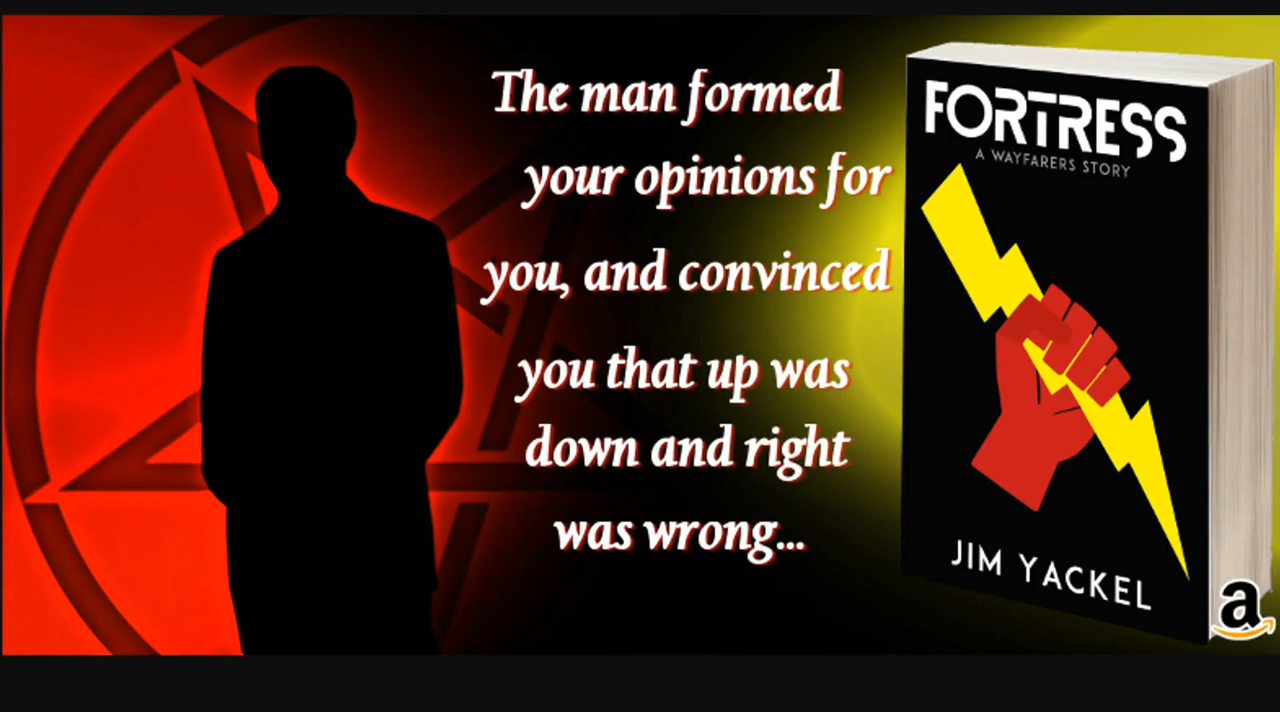 The man formed
your opinions for
you, and convinced
you that up was
down and right
was wrong...
FORTRESS
A WAYFARERS STORY
JIM YACKEL
a